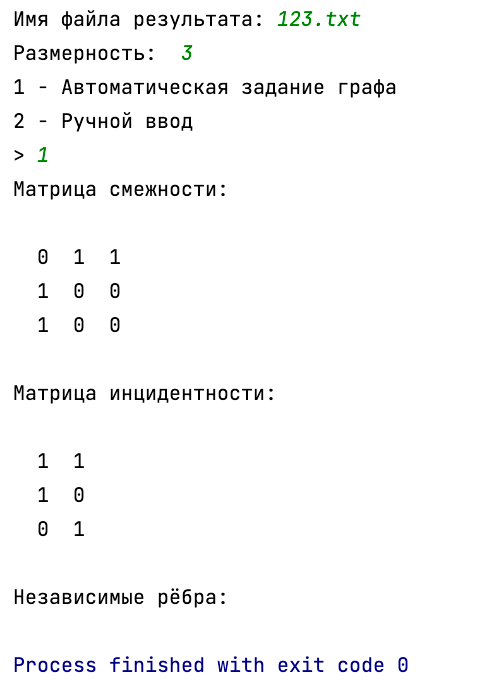 Имя файла результата: 123.txt
Размерность:  3
1 - Автоматическая задание графа
2 - Ручной ввод
> 1
Матрица смежности:

  0  1  1
  1  0  0
  1  0  0

Матрица инцидентности:

  1  1
  1  0
  0  1

Независимые рёбра:

Process finished with exit code 0